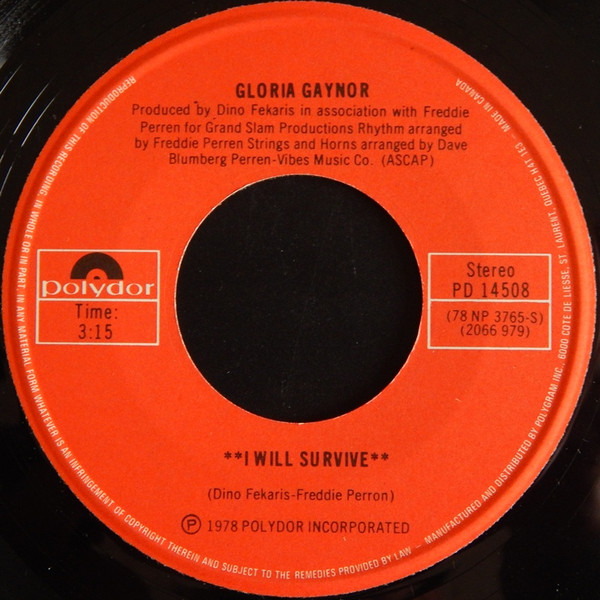 GLORIA GAYNOR
Produced by Dino Fekaris in association with Freddie
Perren for Grand Slam Productions Rhythm arranged
by Freddie Perren Strings and Horns arranged by Dave
Blumberg Perren-Vibes Music Co. (ASCAP)
polydor
Time:
3:15
Stereo
PD 14508
(78 NP 3765-S)
(2066 979)
**I WILL SURVIVE**
(Dino Fekaris-Freddie Perron)
Ⓟ 1978 POLYDOR INCORPORATED
REPRODUCTION OF THIS RECORDING, IN WHOLE OR IN PART, IN ANY MATERIAL FORM WHATEVER IS AN INFRINGEMENT OF COPYRIGHT THEREIN AND SUBJECT TO THE REMEDIES PROVIDED BY LAW – MANUFACTURED AND DISTRIBUTED BY POLYGRAM INC. 6000 COTE DE LIESSE, ST LAURENT, QUEBEC H4T 1E3 MADE IN CANADA